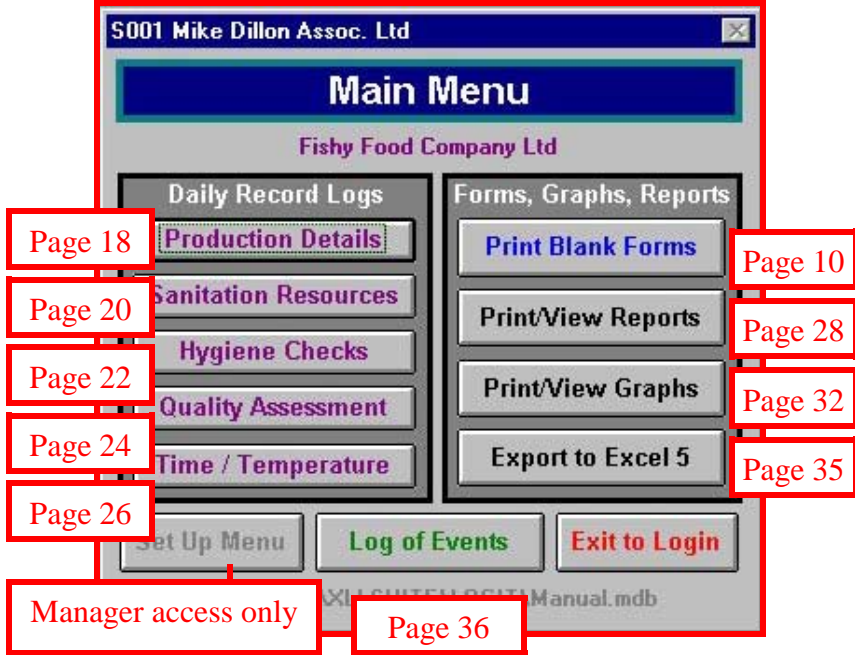 S001 Mike Dillon Assoc. Ltd
Main Menu
Fishy Food Company Ltd
Daily Record Logs
Page 18
Production Details
Page 20
Sanitation Resources
Page 22
Hygiene Checks
Page 24
Quality Assessment
Page 26
Time / Temperature
Forms, Graphs, Reports
Print Blank Forms
Page 10
Print/View Reports
Page 28
Print/View Graphs
Page 32
Export to Excel 5
Page 35
Set Up Menu
Log of Events
Exit to Login
Manager access only
Manual.mdb
Page 36